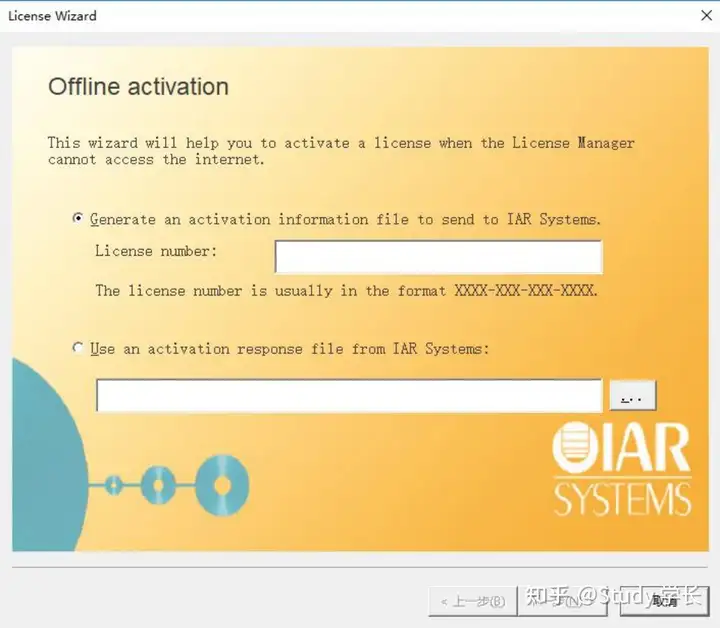 License Wizard
Offline activation
This wizard will help you to activate a license when the License Manager
cannot access the internet.
Generate an activation information file to send to IAR Systems.
License number:
The license number is usually in the format XXXX-XXX-XXX-XXXX.
Use an activation response file from IAR Systems:
...
IAR
SYSTEMS
< 上一步(B)
取消
知乎 @Study学长